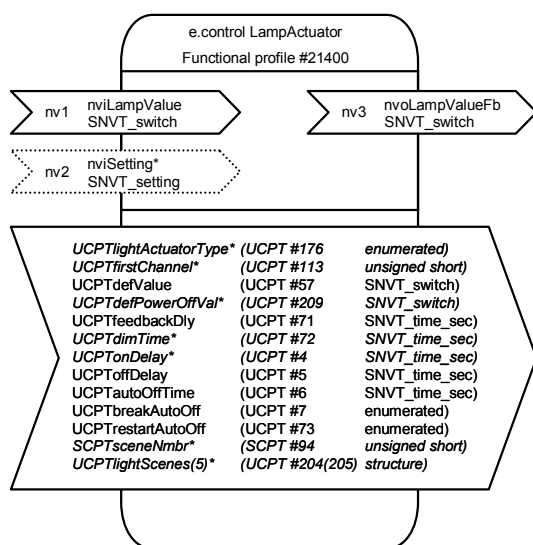 e.control LampActuator
Functional profile #21400
nv1 nviLampValue
SNVT_switch
nv3 nvoLampValueFb
SNVT_switch
nv2 nviSetting*
SNVT_setting
UCPTlightActuatorType* (UCPT #176 enumerated)
UCPTfirstChannel* (UCPT #113 unsigned short)
UCPTdefValue (UCPT #57 SNVT_switch)
UCPTdefPowerOffVal* (UCPT #209 SNVT_switch)
UCPTfeedbackDly (UCPT #71 SNVT_time_sec)
UCPTdimTime* (UCPT #72 SNVT_time_sec)
UCPTonDelay* (UCPT #4 SNVT_time_sec)
UCPToffDelay (UCPT #5 SNVT_time_sec)
UCPTautoOffTime (UCPT #6 SNVT_time_sec)
UCPTbreakAutoOff (UCPT #7 enumerated)
UCPTrestartAutoOff (UCPT #73 enumerated)
SCPTsceneNmbr* (SCPT #94 unsigned short)
UCPTlightScenes(5)* (UCPT #204(205) structure)